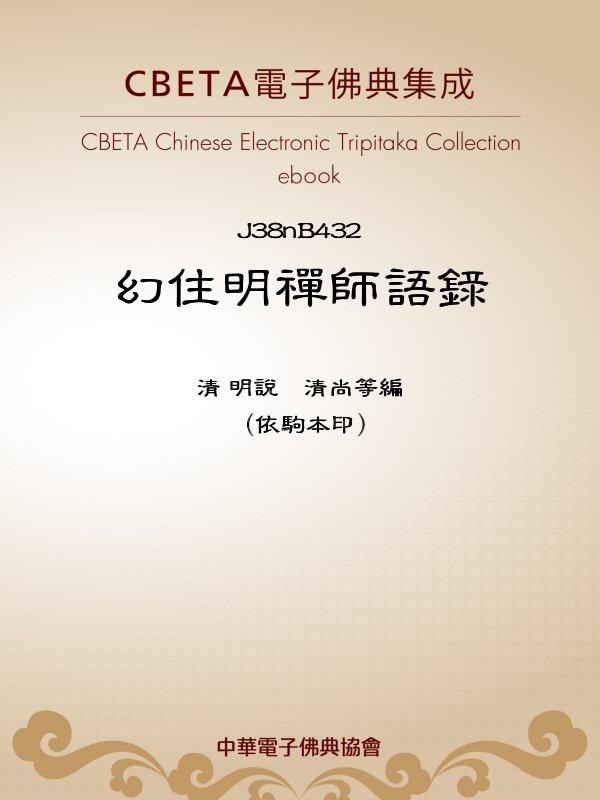 CBETA電子佛典集成
CBETA Chinese Electronic Tripitaka Collection
ebook
J38nB432
幻住明禪師語錄
清 明說　清尚等編
（依駒本印）
中華電子佛典協會